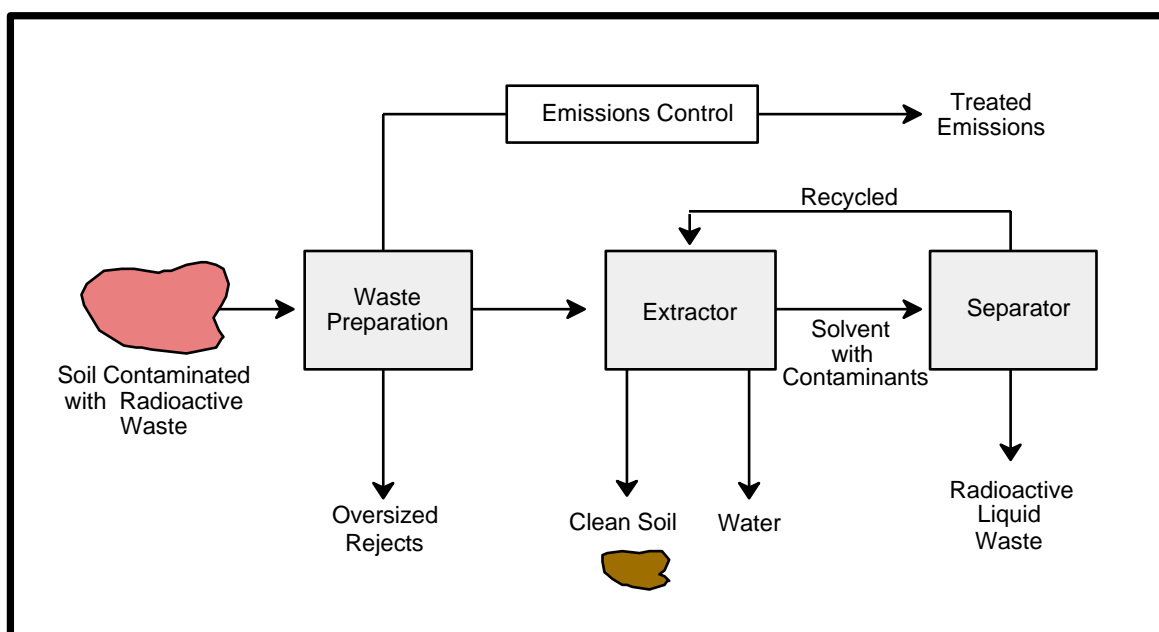 Emissions Control
Treated
Emissions
Recycled
Waste
Preparation
Extractor
Separator
Solvent
with
Contaminants
Soil Contaminated
with Radioactive
Waste
Oversized
Rejects
Clean Soil
Water
Radioactive
Liquid
Waste